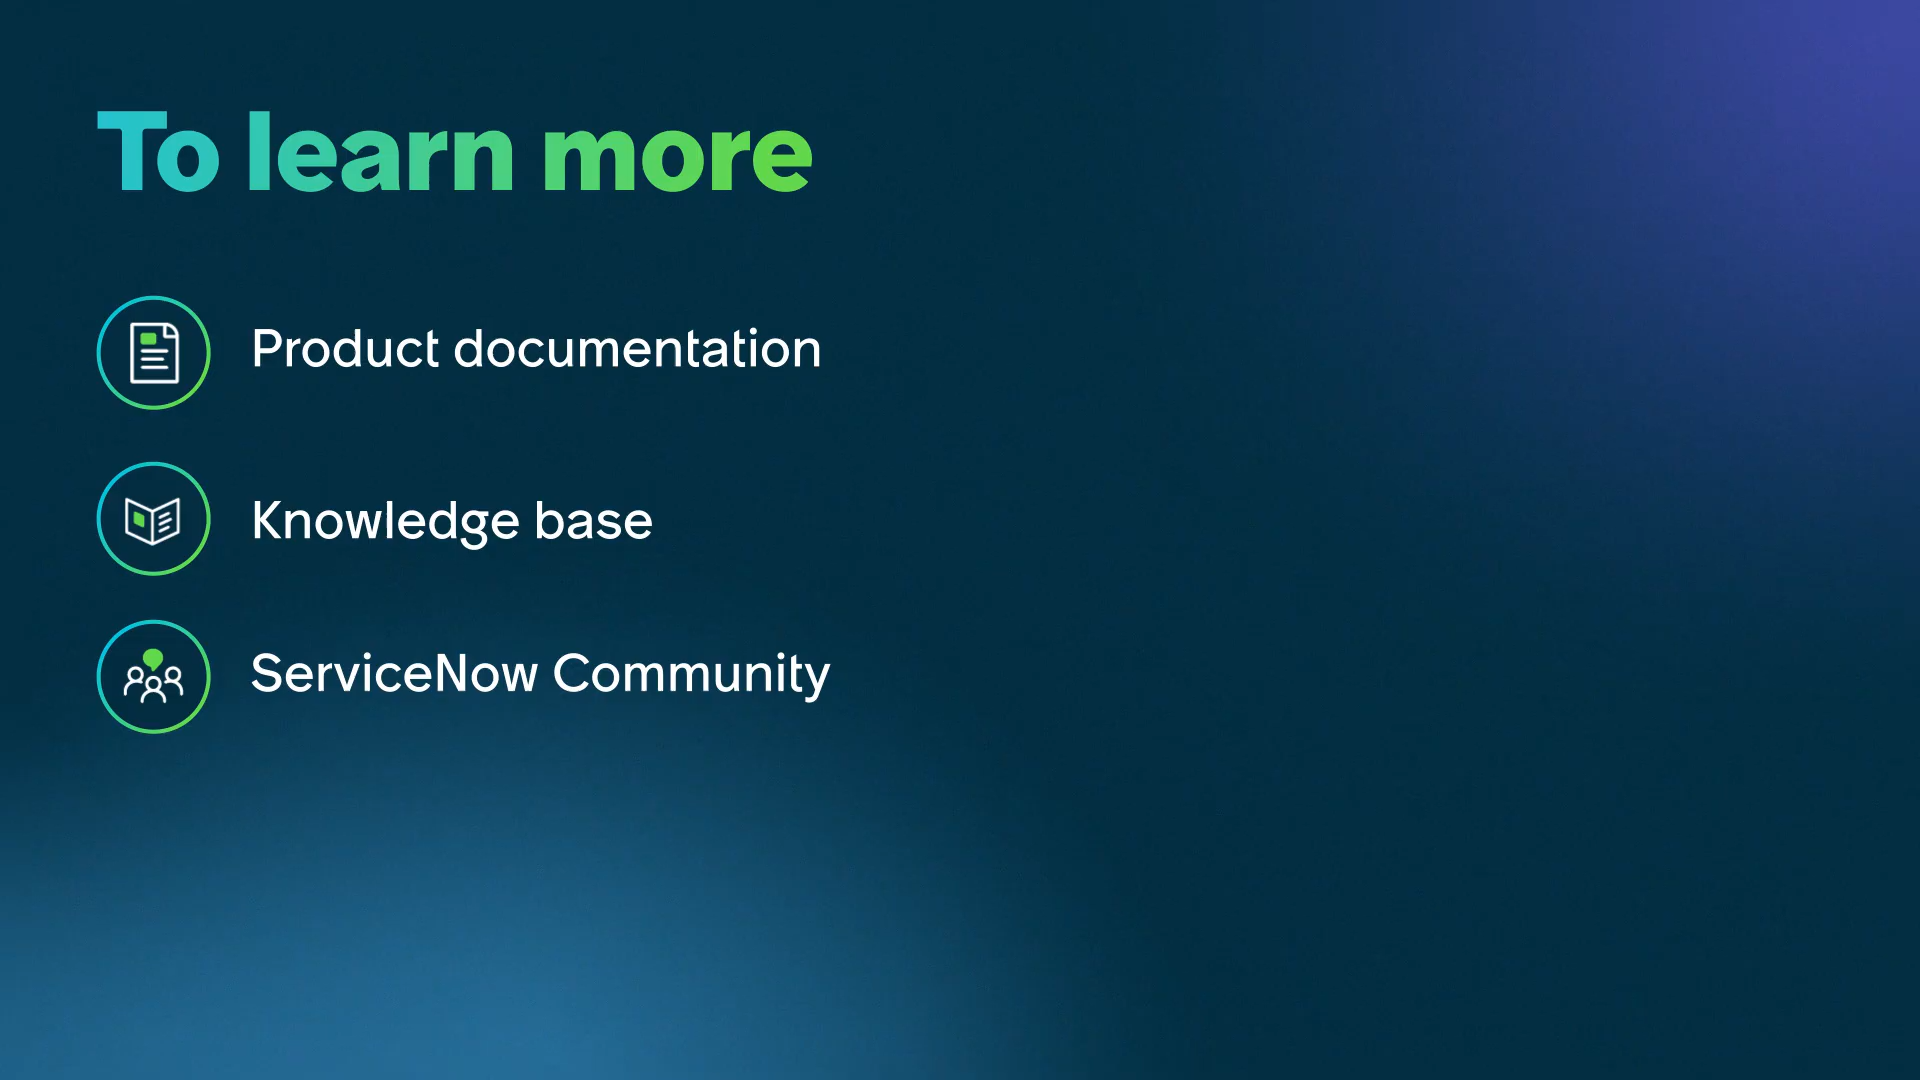 To learn more
Product documentation
Knowledge base
ServiceNow Community